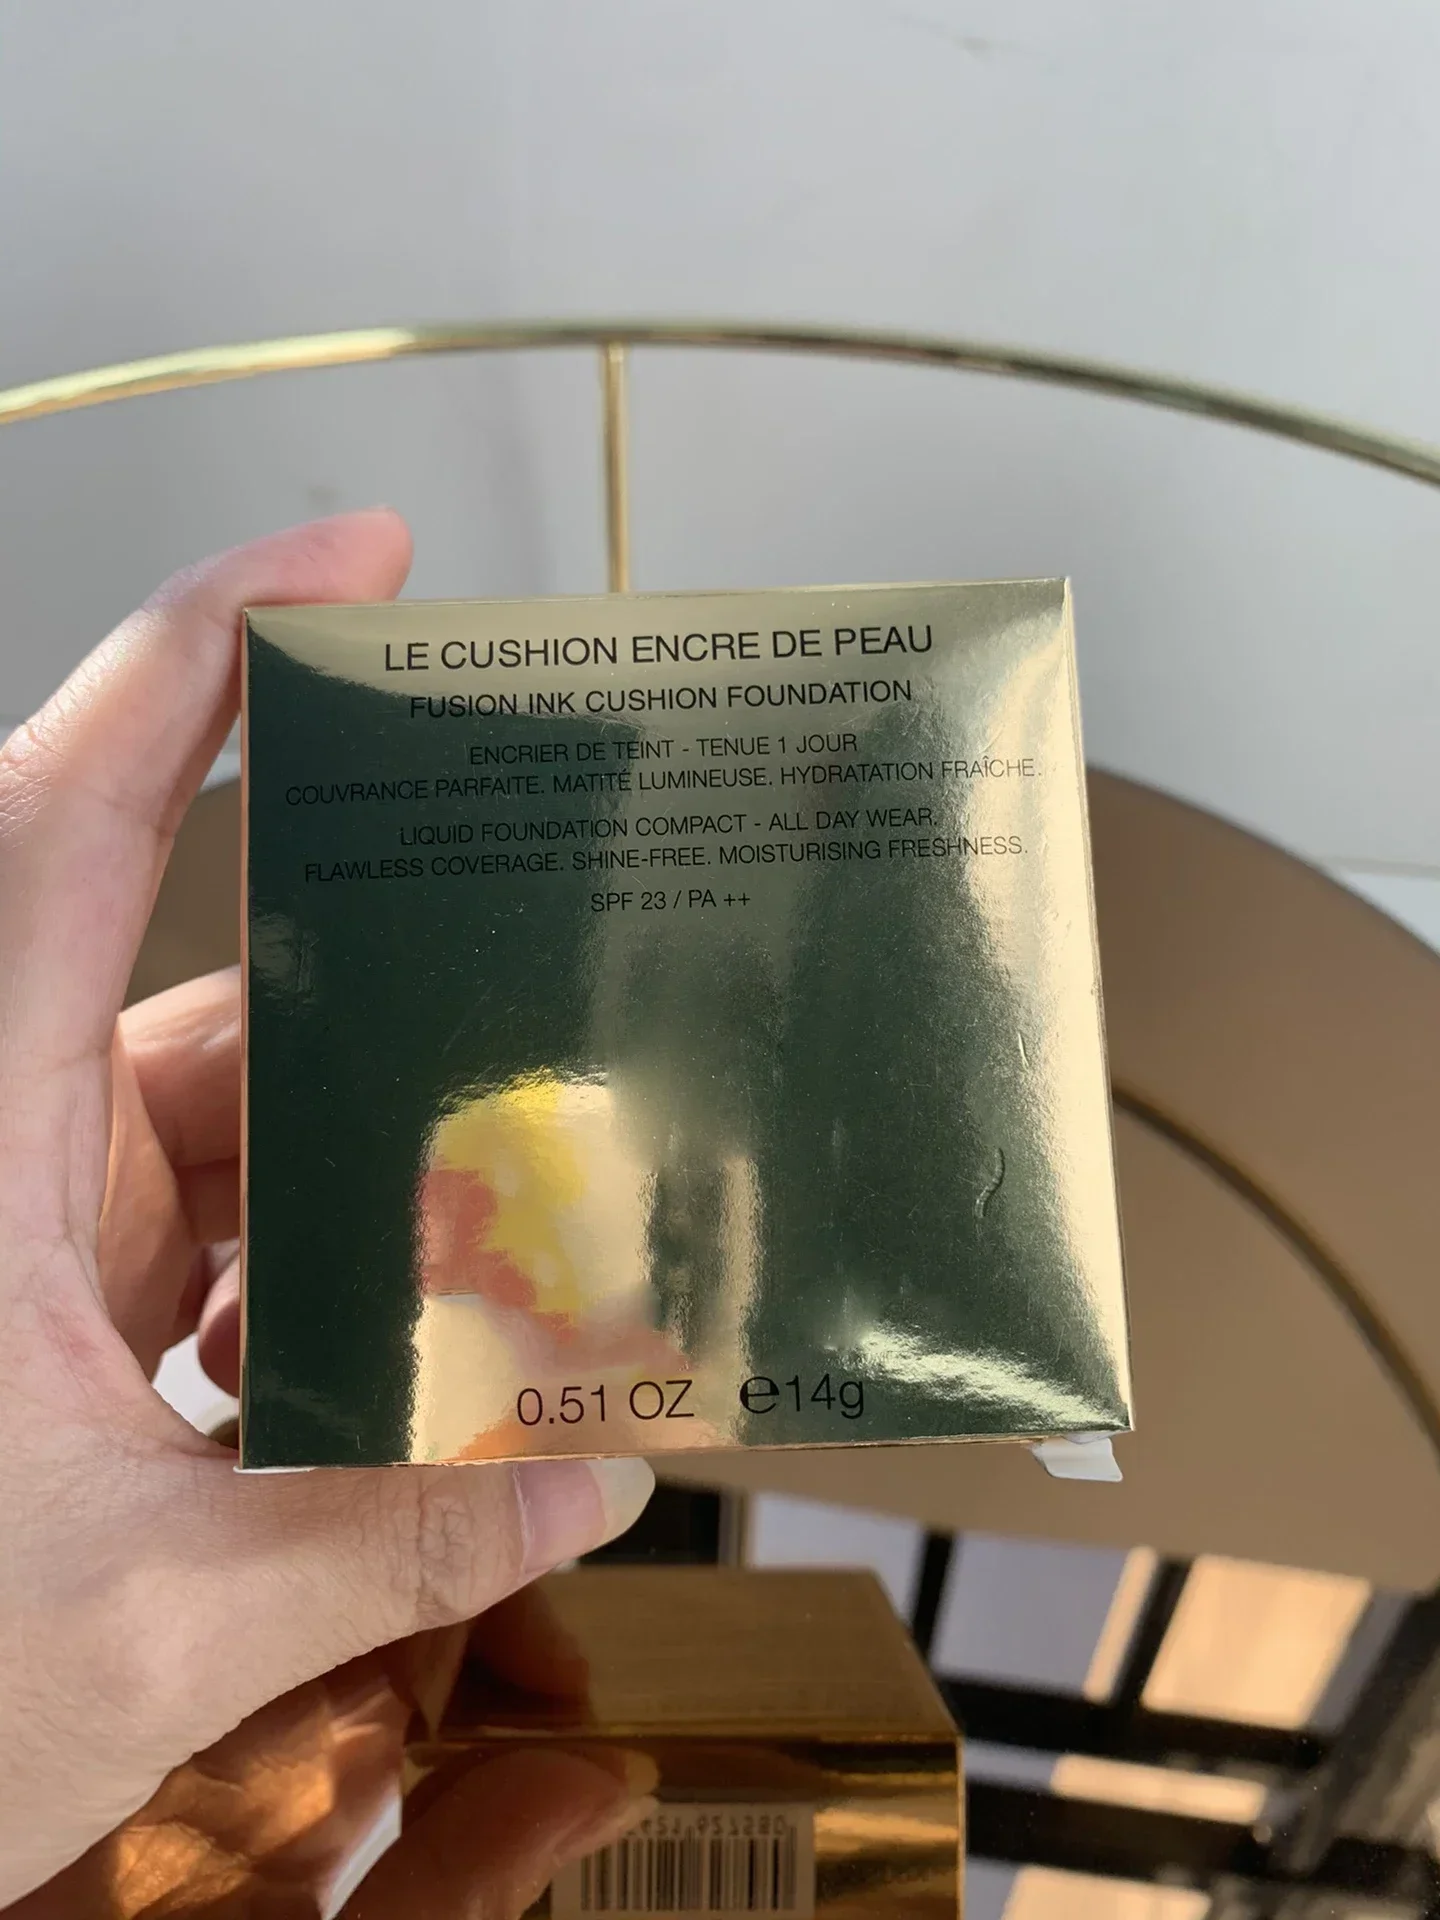 LE CUSHION ENCRE DE PEAU
FUSION INK CUSHION FOUNDATION
ENCRIER DE TEINT - TENUE 1 JOUR
COUVRANCE PARFAITE. MATITÉ LUMINEUSE. HYDRATATION FRAÎCHE.
LIQUID FOUNDATION COMPACT - ALL DAY WEAR.
FLAWLESS COVERAGE. SHINE-FREE. MOISTURISING FRESHNESS.
SPF 23 / PA ++
0.51 OZ ℮14g